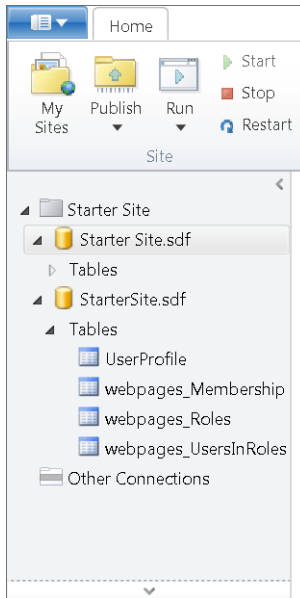 Home
My
Sites
Publish
Run
Start
Stop
Restart
Site
Starter Site
Starter Site.sdf
Tables
StarterSite.sdf
Tables
UserProfile
webpages_Membership
webpages_Roles
webpages_UsersInRoles
Other Connections